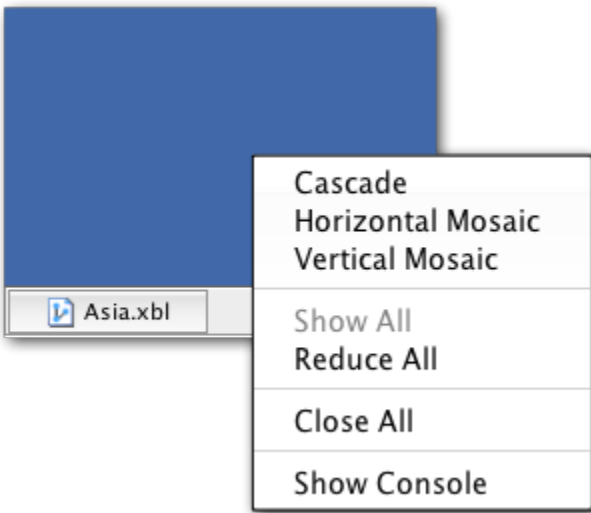 Cascade
Horizontal Mosaic
Vertical Mosaic
Asia.xbl
Show All
Reduce All
Close All
Show Console